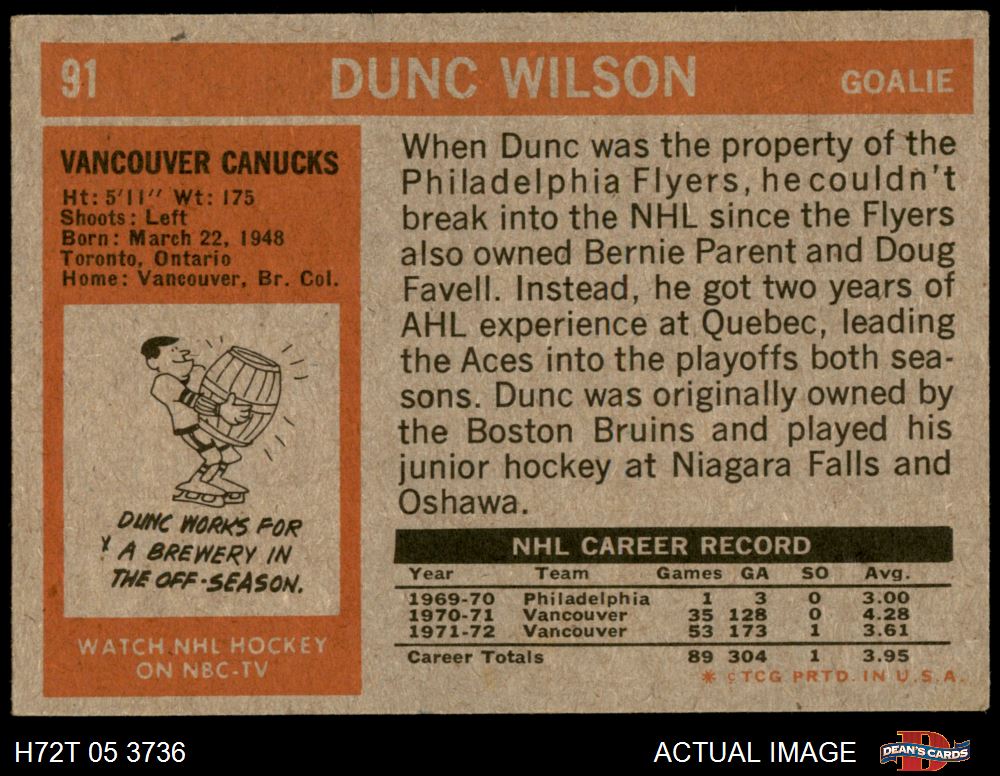 91 DUNC WILSON GOALIE
VANCOUVER CANUCKS
Ht: 5'11" Wt: 175
Shoots: Left
Born: March 22, 1948
Toronto, Ontario
Home: Vancouver, Br. Col.
DUNC WORKS FOR
A BREWERY IN
THE OFF-SEASON.
WATCH NHL HOCKEY
ON NBC-TV
When Dunc was the property of the
Philadelphia Flyers, he couldn't
break into the NHL since the Flyers
also owned Bernie Parent and Doug
Favell. Instead, he got two years of
AHL experience at Quebec, leading
the Aces into the playoffs both sea-
sons. Dunc was originally owned by
the Boston Bruins and played his
junior hockey at Niagara Falls and
Oshawa.
NHL CAREER RECORD
Year Team Games GA SO Avg.
1969-70 Philadelphia 1 3 0 3.00
1970-71 Vancouver 35 128 0 4.28
1971-72 Vancouver 53 173 1 3.61
Career Totals 89 304 1 3.95
* © TCG PRTD. IN U.S.A.
H72T 05 3736 ACTUAL IMAGE DEAN'S CARDS